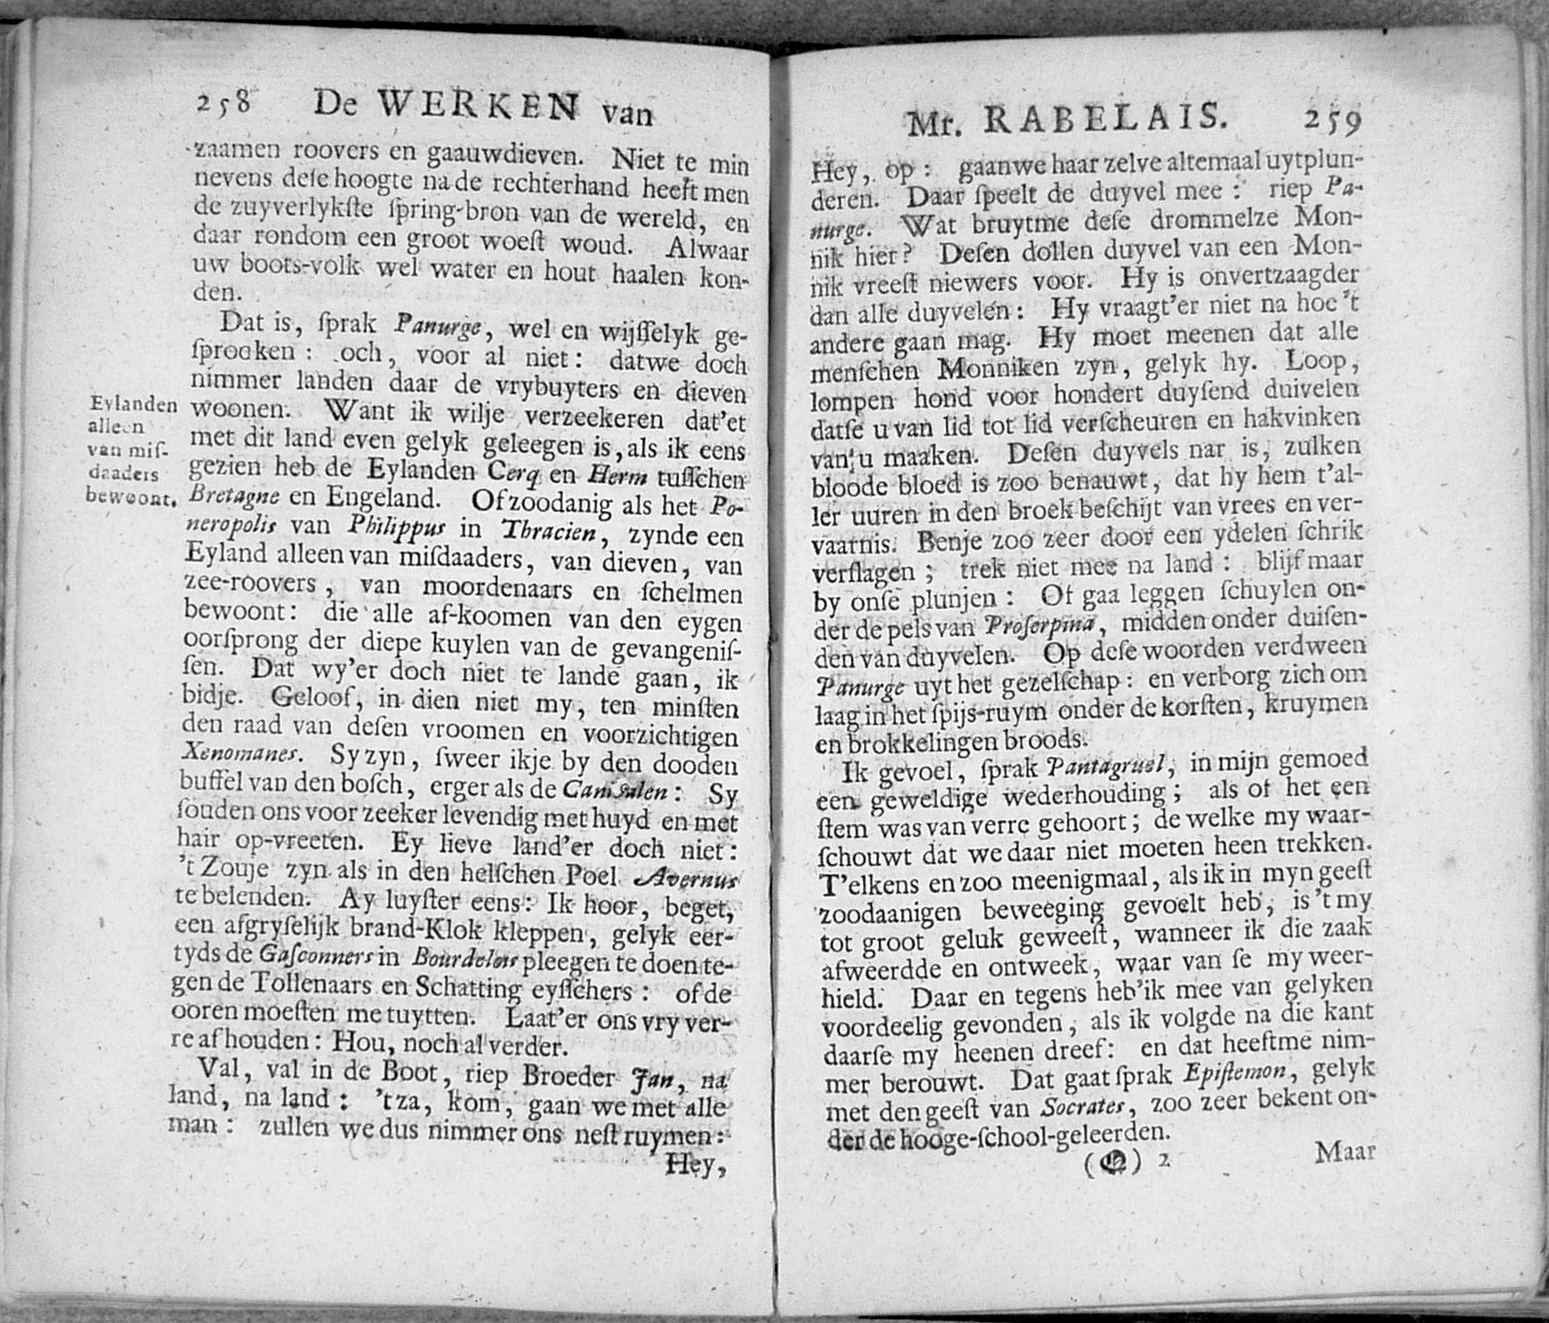 258 De WERKEN van
zaamen roovers en gaauwdieven. Niet te min
nevens deſe hoogte na de rechterhand heeft men
de zuyverlykſte ſpring-bron van de wereld, en
daar rondom een groot woeſt woud. Alwaar
uw boots-volk wel water en hout haalen kon-
den.
Dat is, ſprak Panurge, wel en wijſſelyk ge-
ſprooken: och, voor al niet: datwe doch
nimmer landen daar de vrybuyters en dieven
woonen. Want ik wilje verzeekeren dat'et
met dit land even gelyk geleegen is, als ik eens
gezien heb de Eylanden Cerq en Herm tuſſchen
Bretagne en Engeland. Of zoodanig als het Po-
neropolis van Philippus in Thracien, zynde een
Eyland alleen van miſdaaders, van dieven, van
zee-roovers, van moordenaars en ſchelmen
bewoont: die alle af-koomen van den eygen
oorſprong der diepe kuylen van de gevangeniſ-
ſen. Dat wy'er doch niet te lande gaan, ik
bidje. Geloof, in dien niet my, ten minſten
den raad van deſen vroomen en voorzichtigen
Xenomanes. Sy zyn, ſweer ikje by den dooden
buffel van den boſch, erger als de Canibalen: Sy
ſouden ons voor zeeker levendig met huyd en met
hair op-vreeten. Ey lieve land'er doch niet:
't Zouje zyn als in den helſchen Poel Avernus
te belenden. Ay luyſter eens: Ik hoor, beget,
een afgryſelijk brand-Klok kleppen, gelyk eer-
tyds de Gaſconners in Bourdelois pleegen te doen te-
gen de Tollenaars en Schatting eyſſchers: of de
ooren moeſten me tuytten. Laat'er ons vry ver-
re af houden: Hou, noch al verder.
Val, val in de Boot, riep Broeder Jan, na
land, na land: 't za, kom, gaan we met alle
man: zullen we dus nimmer ons neſt ruymen:
Hey,
Eylanden
alleen
van miſ-
daaders
bewoont.
Mr. RABELAIS. 259
Hey, op: gaanwe haar zelve altemaal uytplun-
deren. Daar ſpeelt de duyvel mee: riep Pa-
nurge. Wat bruytme deſe drommelze Mon-
nik hier? Deſen dollen duyvel van een Mon-
nik vreeſt niewers voor. Hy is onvertzaagder
dan alle duyvelen: Hy vraagt'er niet na hoe 't
andere gaan mag. Hy moet meenen dat alle
menſchen Monniken zyn, gelyk hy. Loop,
lompen hond voor hondert duyſend duivelen
datſe u van lid tot lid verſcheuren en hakvinken
van u maaken. Deſen duyvels nar is, zulken
bloode bloed is zoo benauwt, dat hy hem t'al-
ler uuren in den broek beſchijt van vrees en ver-
vaarnis. Benje zoo zeer door een ydelen ſchrik
verſlagen; trek niet mee na land: blijf maar
by onſe plunjen: Of gaa leggen ſchuylen on-
der de pels van Proſerpina, midden onder duiſen-
den van duyvelen. Op deſe woorden verdween
Panurge uyt het gezelſchap: en verborg zich om
laag in het ſpijs-ruym onder de korſten, kruymen
en brokkelingen broods.
Ik gevoel, ſprak Pantagruel, in mijn gemoed
een geweldige wederhouding; als of het een
ſtem was van verre gehoort; de welke my waar-
ſchouwt dat we daar niet moeten heen trekken.
T'elkens en zoo meenigmaal, als ik in myn geeſt
zoodaanigen beweeging gevoelt heb, is 't my
tot groot geluk geweeſt, wanneer ik die zaak
afweerdde en ontweek, waar van ſe my weer-
hield. Daar en tegens heb'ik mee van gelyken
voordeelig gevonden, als ik volgde na die kant
daarſe my heenen dreef: en dat heeftme nim-
mer berouwt. Dat gaat ſprak Epiſtemon, gelyk
met den geeſt van Socrates, zoo zeer bekent on-
der de hooge-ſchool-geleerden.
( ) 2 Maar